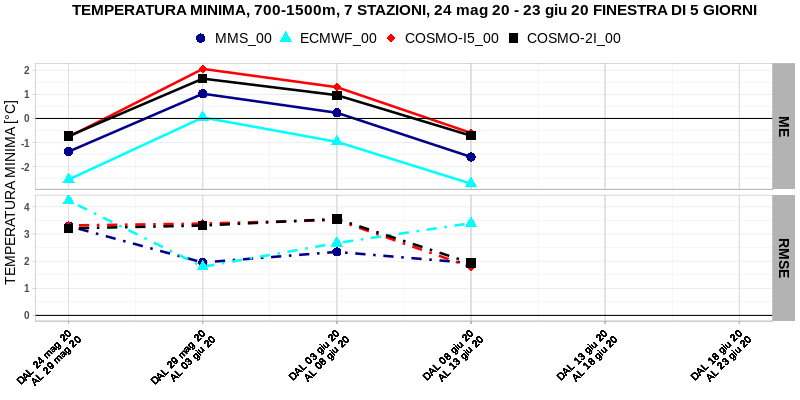 TEMPERATURA MINIMA, 700-1500m, 7 STAZIONI, 24 mag 20 - 23 giu 20 FINESTRA DI 5 GIORNI
MMS_00 ECMWF_00 COSMO-I5_00 COSMO-2I_00
TEMPERATURA MINIMA [°C]
2
1
0
-1
-2
ME
4
3
2
1
0
RMSE
DAL 24 mag 20
AL 29 mag 20
DAL 29 mag 20
AL 03 giu 20
DAL 03 giu 20
AL 08 giu 20
DAL 08 giu 20
AL 13 giu 20
DAL 13 giu 20
AL 18 giu 20
DAL 18 giu 20
AL 23 giu 20